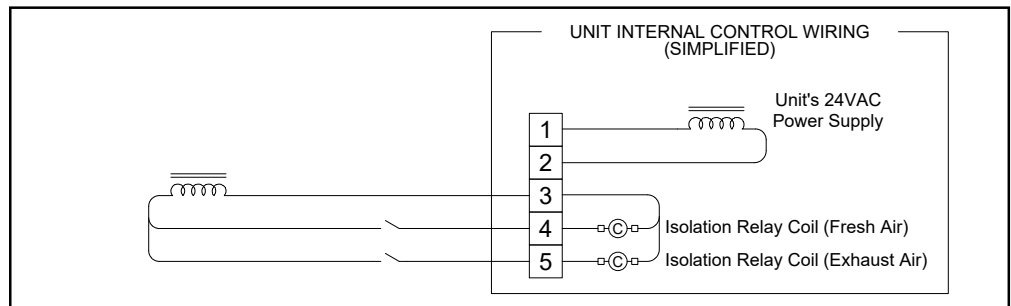 UNIT INTERNAL CONTROL WIRING
(SIMPLIFIED)
Unit's 24VAC
Power Supply
1
2
3
4
C
Isolation Relay Coil (Fresh Air)
5
C
Isolation Relay Coil (Exhaust Air)